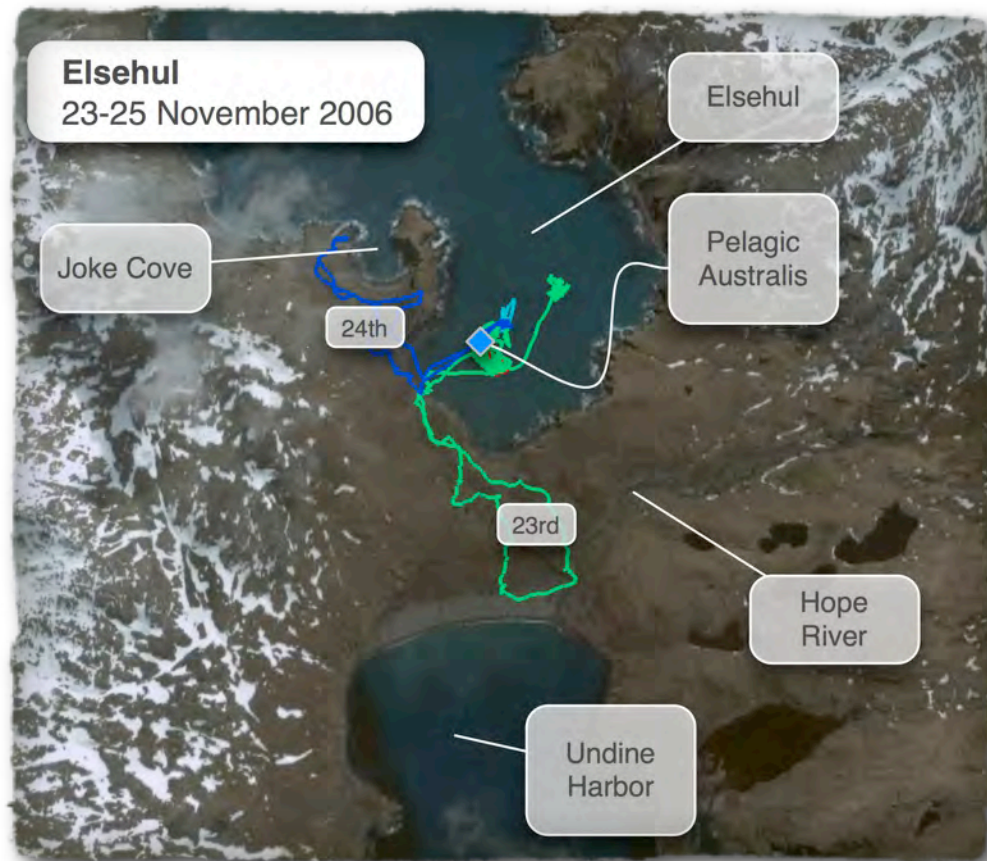 Elsehul
23-25 November 2006
Elsehul
Pelagic
Australis
Joke Cove
24th
23rd
Hope
River
Undine
Harbor